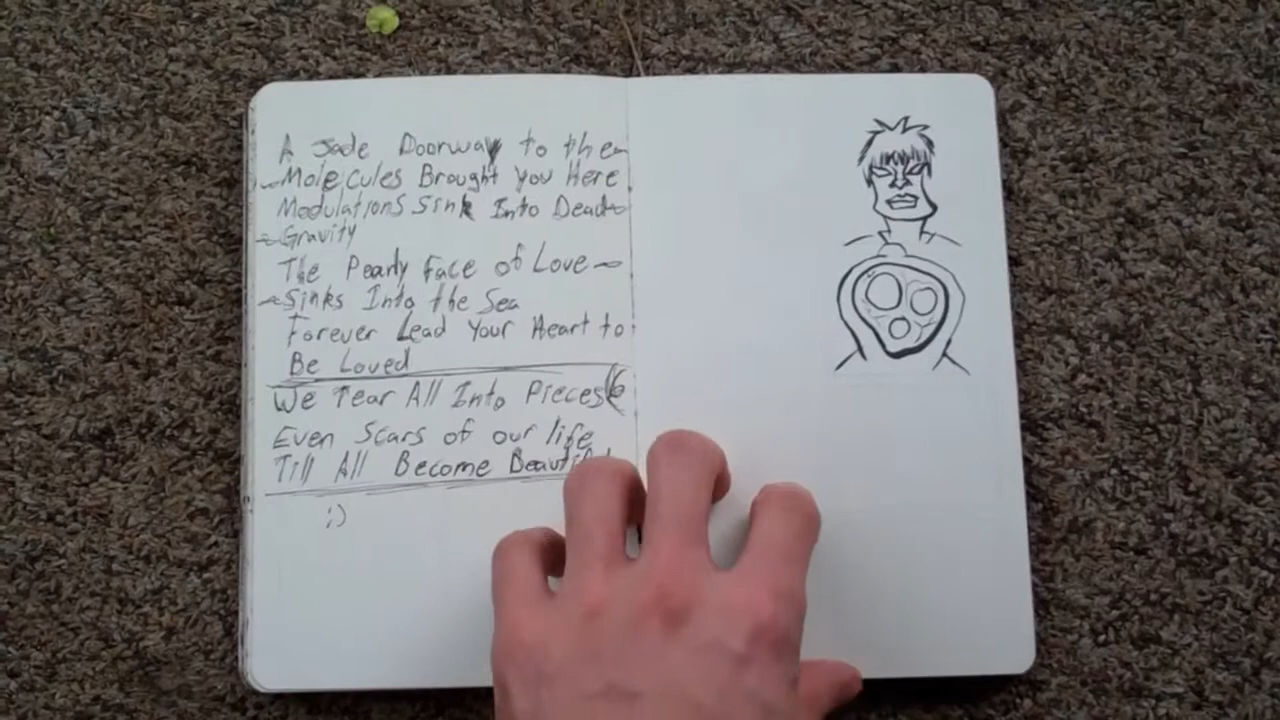 A Jade Doorway to the
Molejcules Brought You Here
Modulations Sink Into Dead
Gravity
The Pearly Face of Love
Sinks Into the Sea
Forever Lead Your Heart to
Be Loved
We Tear All Into Pieces
Even Scars of our life
Till All Become
;)